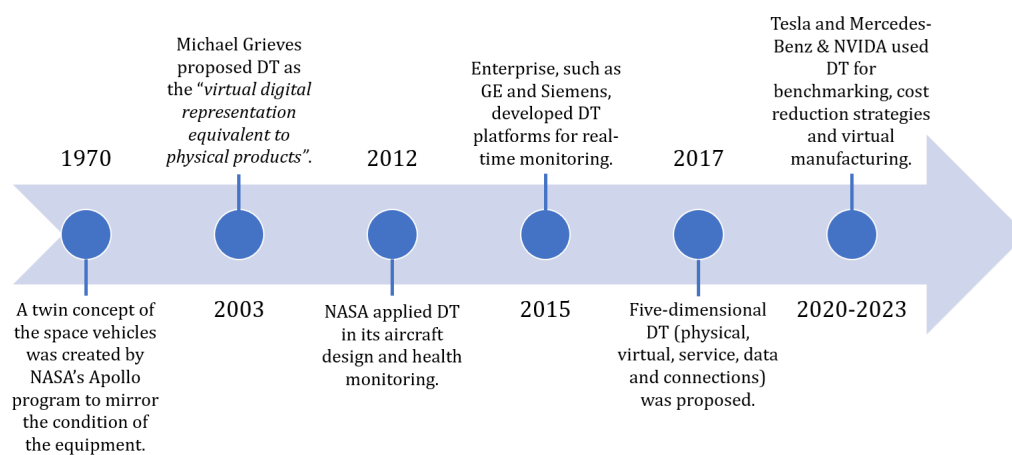 1970
A twin concept of
the space vehicles
was created by
NASA's Apollo
program to mirror
the condition of
the equipment.
Michael Grieves
proposed DT as
the “virtual digital
representation
equivalent to
physical products”.
2003
2012
NASA applied DT
in its aircraft
design and health
monitoring.
Enterprise, such as
GE and Siemens,
developed DT
platforms for real-
time monitoring.
2015
2017
Five-dimensional
DT (physical,
virtual, service, data
and connections)
was proposed.
Tesla and Mercedes-
Benz & NVIDA used
DT for
benchmarking, cost
reduction strategies
and virtual
manufacturing.
2020-2023